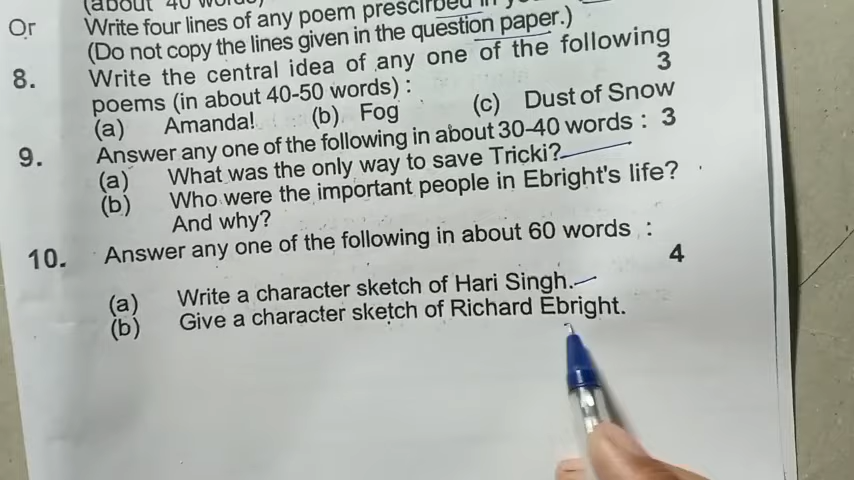 (about 40 words)
Or Write four lines of any poem prescirbed in
(Do not copy the lines given in the question paper.)
8. Write the central idea of any one of the following
poems (in about 40-50 words) : 3
(a) Amanda! (b) Fog (c) Dust of Snow
9. Answer any one of the following in about 30-40 words : 3
(a) What was the only way to save Tricki?
(b) Who were the important people in Ebright's life?
And why?
10. Answer any one of the following in about 60 words :
4
(a) Write a character sketch of Hari Singh.
(b) Give a character sketch of Richard Ebright.